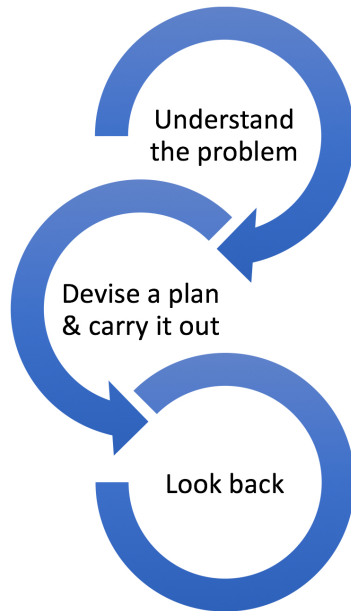 Understand
the problem
Devise a plan
& carry it out
Look back